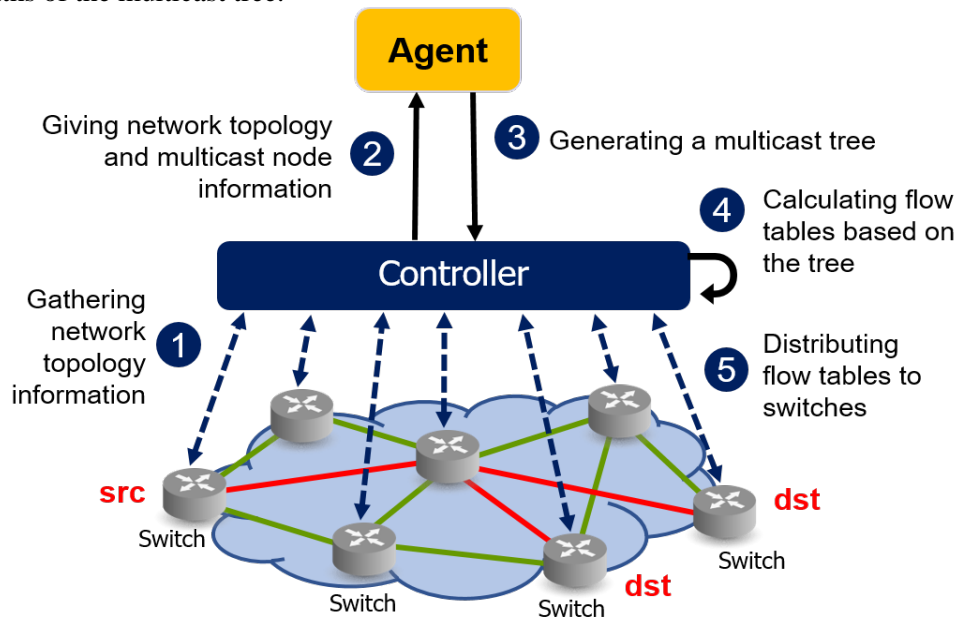 Agent
Giving network topology
and multicast node
information
2
3
Generating a multicast tree
4
Calculating flow
tables based on
the tree
Controller
Gathering
network
topology
information
1
5
Distributing
flow tables to
switches
src
Switch
dst
Switch
Switch
Switch
dst